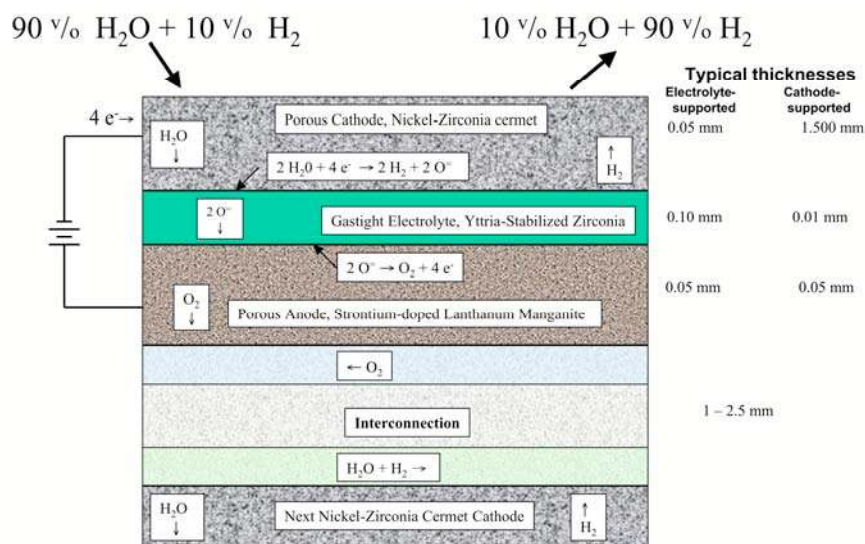 90 v/% H₂O + 10 v/% H₂
10 v/% H₂O + 90 v/% H₂
Typical thicknesses
Electrolyte-supported
Cathode-supported
4 e⁻→
H₂O
↓
Porous Cathode, Nickel-Zirconia cermet
0.05 mm
1.500 mm
2 H₂0 + 4 e⁻ → 2 H₂ + 2 O⁼
↑
H₂
2 O⁼
↓
Gastight Electrolyte, Yttria-Stabilized Zirconia
0.10 mm
0.01 mm
2 O⁼ → O₂ + 4 e⁻
O₂
↓
Porous Anode, Strontium-doped Lanthanum Manganite
0.05 mm
0.05 mm
← O₂
Interconnection
1 – 2.5 mm
H₂O + H₂ →
H₂O
↓
Next Nickel-Zirconia Cermet Cathode
↑
H₂